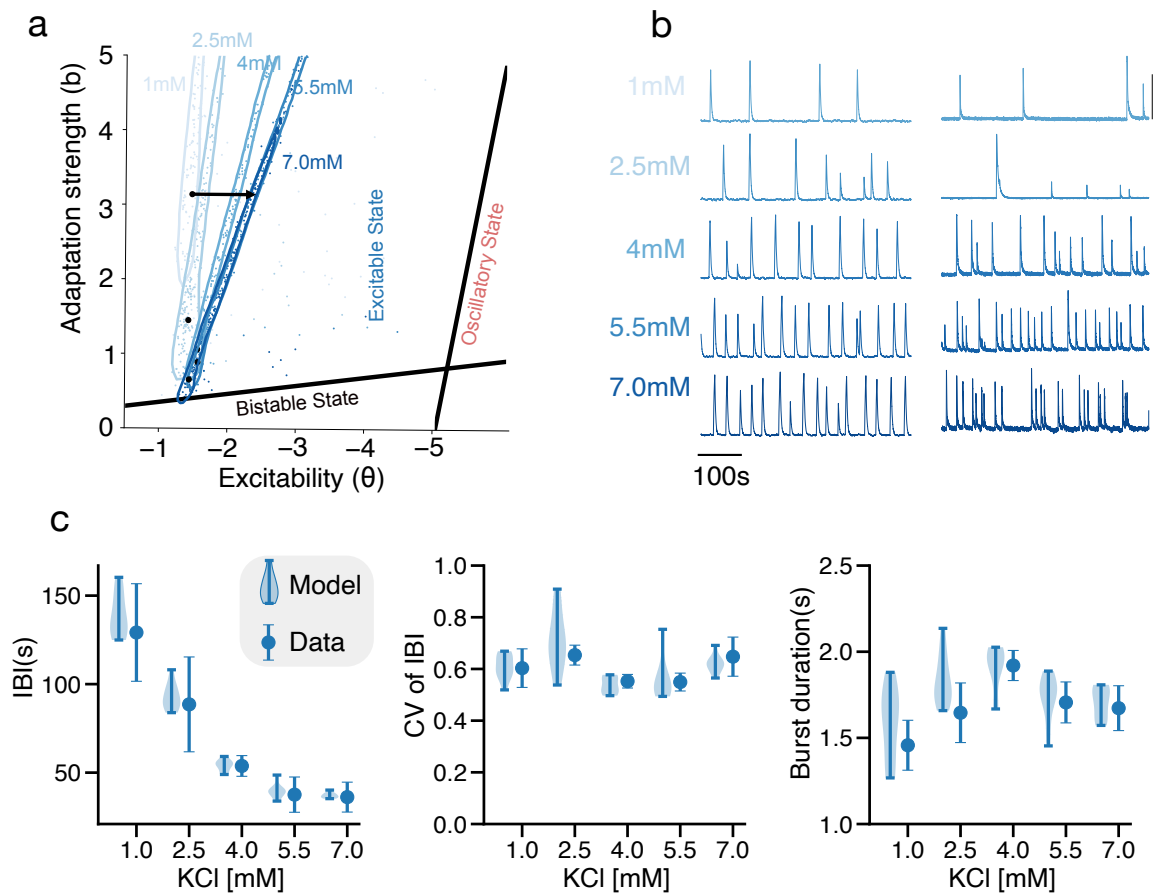 a
5
4
3
2
1
0
Adaptation strength (b)
1mM
2.5mM
4mM
5.5mM
7.0mM
Excitable State
Oscillatory State
Bistable State
−1
−2
−3
−4
−5
Excitability (θ)
b
1mM
2.5mM
4mM
5.5mM
7.0mM
100s
c
IBI(s)
150
100
50
Model
Data
1.0
2.5
4.0
5.5
7.0
KCl [mM]
CV of IBI
1.0
0.8
0.6
0.4
0.2
0.0
1.0
2.5
4.0
5.5
7.0
KCl [mM]
Burst duration(s)
2.5
2.0
1.5
1.0
1.0
2.5
4.0
5.5
7.0
KCl [mM]